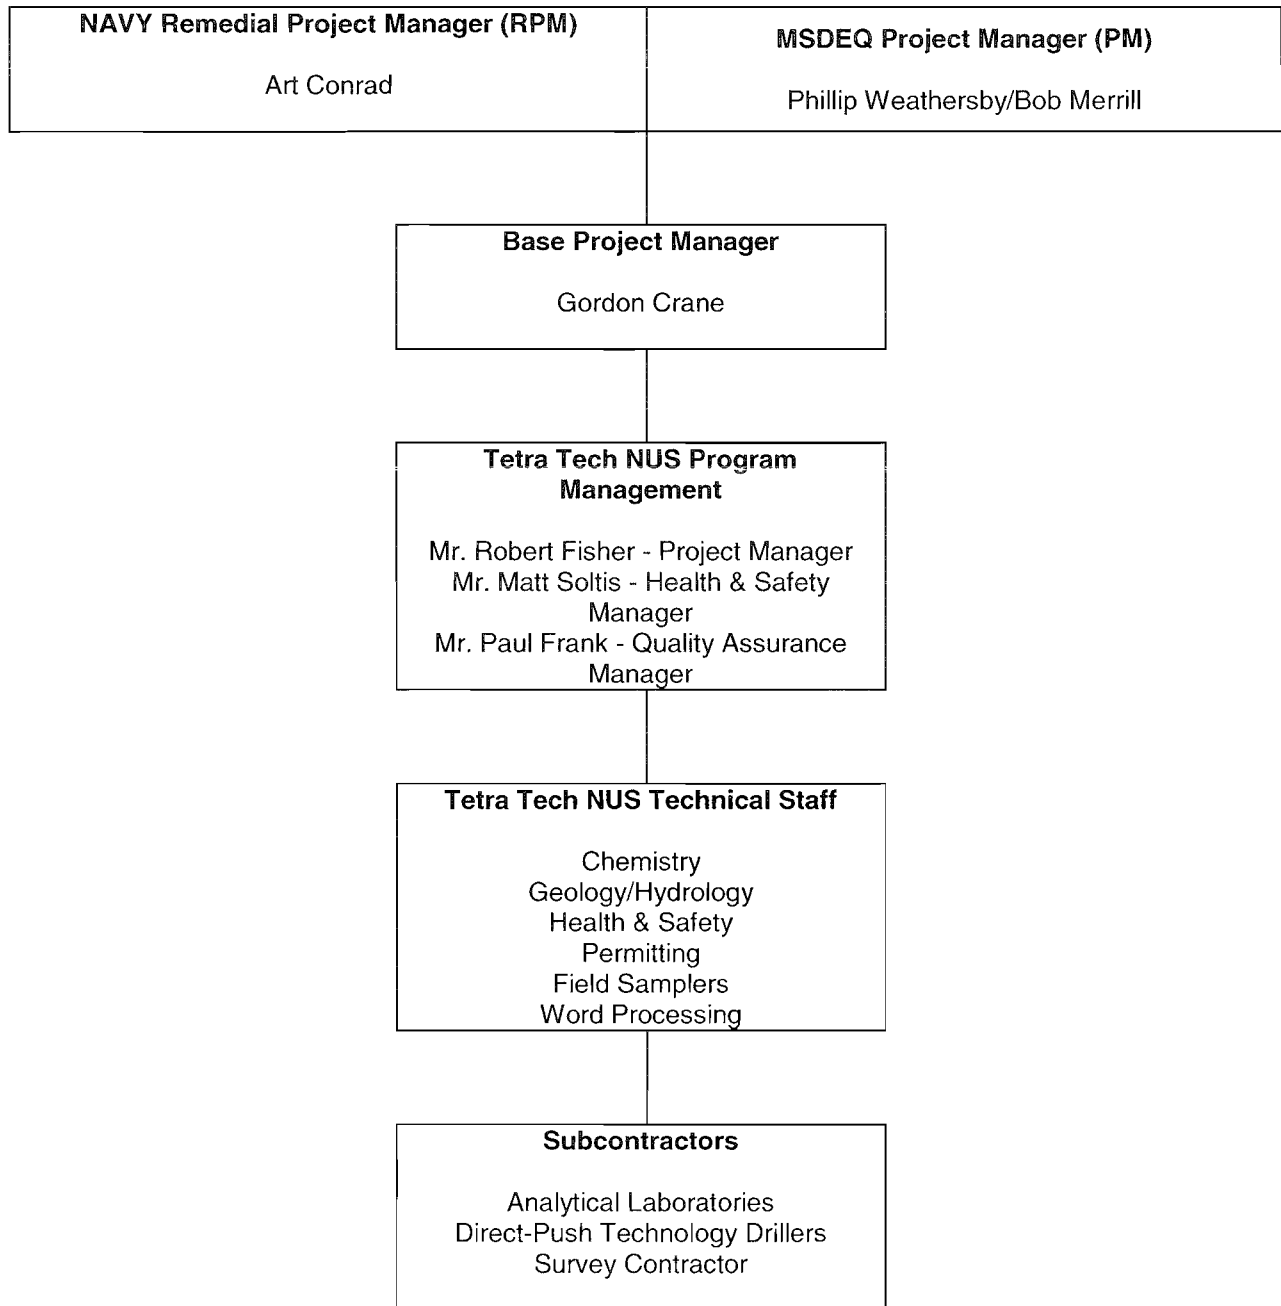 NAVY Remedial Project Manager (RPM)
Art Conrad
MSDEQ Project Manager (PM)
Phillip Weathersby/Bob Merrill
Base Project Manager
Gordon Crane
Tetra Tech NUS Program
Management
Mr. Robert Fisher - Project Manager
Mr. Matt Soltis - Health & Safety
Manager
Mr. Paul Frank - Quality Assurance
Manager
Tetra Tech NUS Technical Staff
Chemistry
Geology/Hydrology
Health & Safety
Permitting
Field Samplers
Word Processing
Subcontractors
Analytical Laboratories
Direct-Push Technology Drillers
Survey Contractor